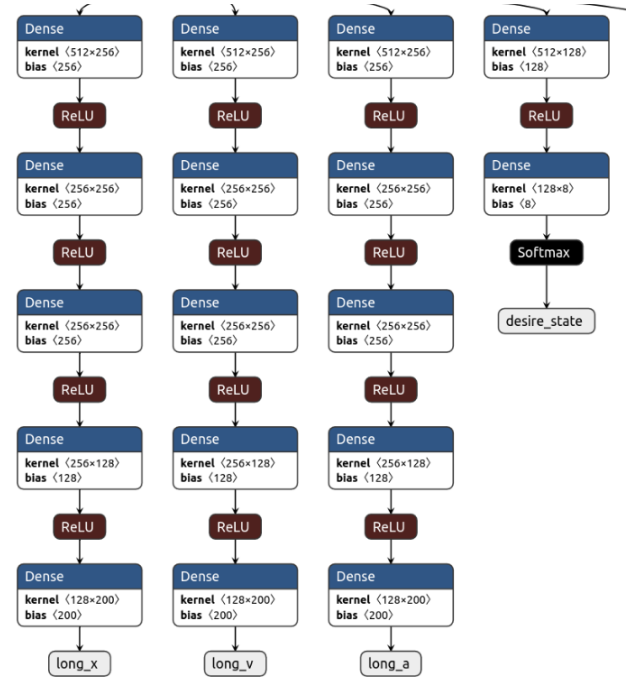 Dense
kernel 〈512×256〉
bias 〈256〉
ReLU
Dense
kernel 〈256×256〉
bias 〈256〉
ReLU
Dense
kernel 〈256×256〉
bias 〈256〉
ReLU
Dense
kernel 〈256×128〉
bias 〈128〉
ReLU
Dense
kernel 〈128×200〉
bias 〈200〉
long_x
Dense
kernel 〈512×256〉
bias 〈256〉
ReLU
Dense
kernel 〈256×256〉
bias 〈256〉
ReLU
Dense
kernel 〈256×256〉
bias 〈256〉
ReLU
Dense
kernel 〈256×128〉
bias 〈128〉
ReLU
Dense
kernel 〈128×200〉
bias 〈200〉
long_v
Dense
kernel 〈512×256〉
bias 〈256〉
ReLU
Dense
kernel 〈256×256〉
bias 〈256〉
ReLU
Dense
kernel 〈256×256〉
bias 〈256〉
ReLU
Dense
kernel 〈256×128〉
bias 〈128〉
ReLU
Dense
kernel 〈128×200〉
bias 〈200〉
long_a
Dense
kernel 〈512×128〉
bias 〈128〉
ReLU
Dense
kernel 〈128×8〉
bias 〈8〉
Softmax
desire_state